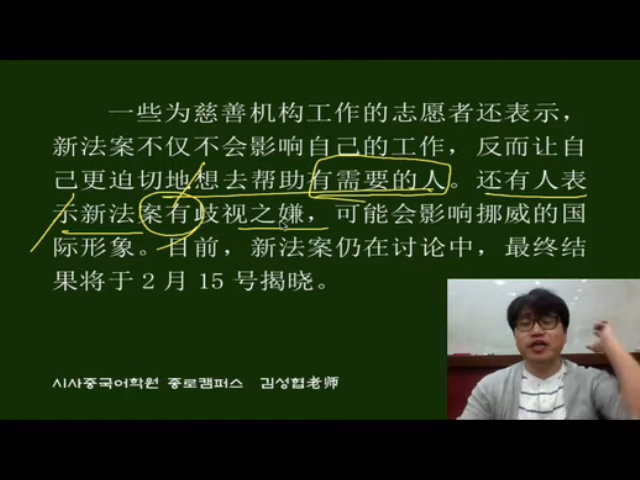 一些为慈善机构工作的志愿者还表示，
新法案不仅不会影响自己的工作，反而让自
己更迫切地想去帮助有需要的人。还有人表
示新法案有歧视之嫌，可能会影响挪威的国
际形象。目前，新法案仍在讨论中，最终结
果将于 2 月 15 号揭晓。
시사중국어학원 종로캠퍼스 김성협老师